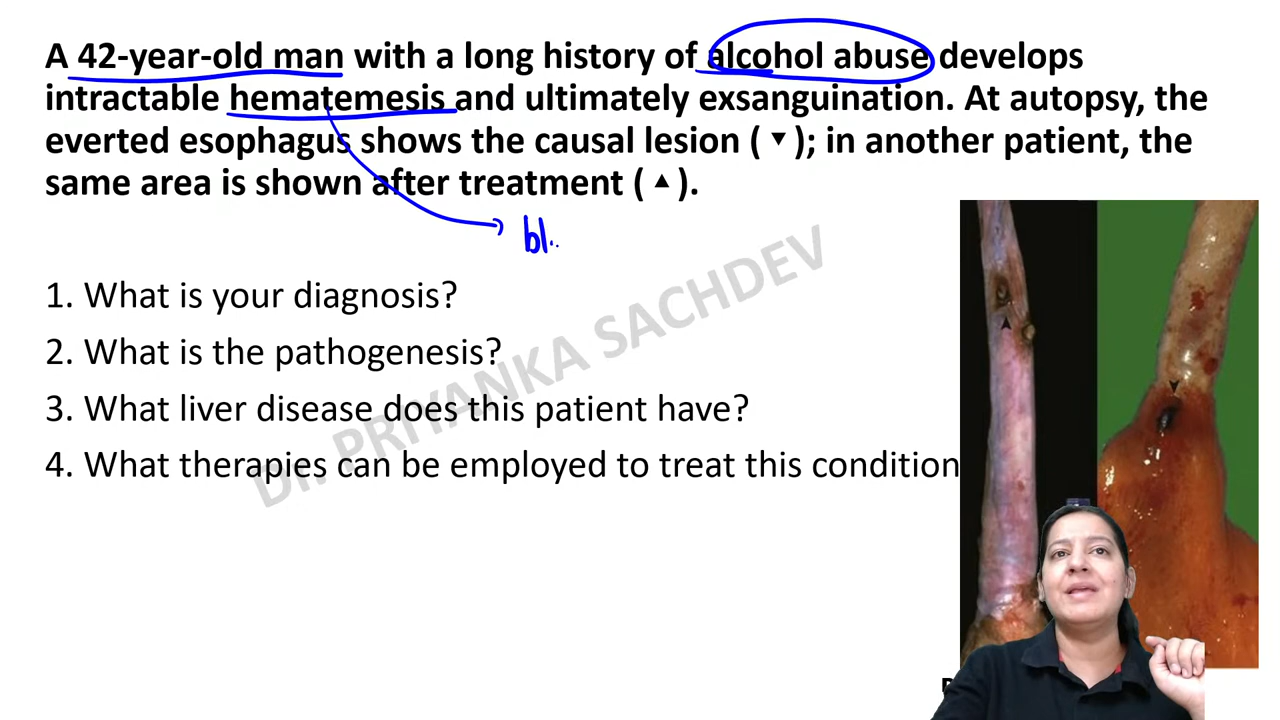 A 42-year-old man with a long history of alcohol abuse develops
intractable hematemesis and ultimately exsanguination. At autopsy, the
everted esophagus shows the causal lesion (▼); in another patient, the
same area is shown after treatment (▲).
bl..
1. What is your diagnosis?
2. What is the pathogenesis?
3. What liver disease does this patient have?
4. What therapies can be employed to treat this condition
Dr. PRIYANKA SACHDEV